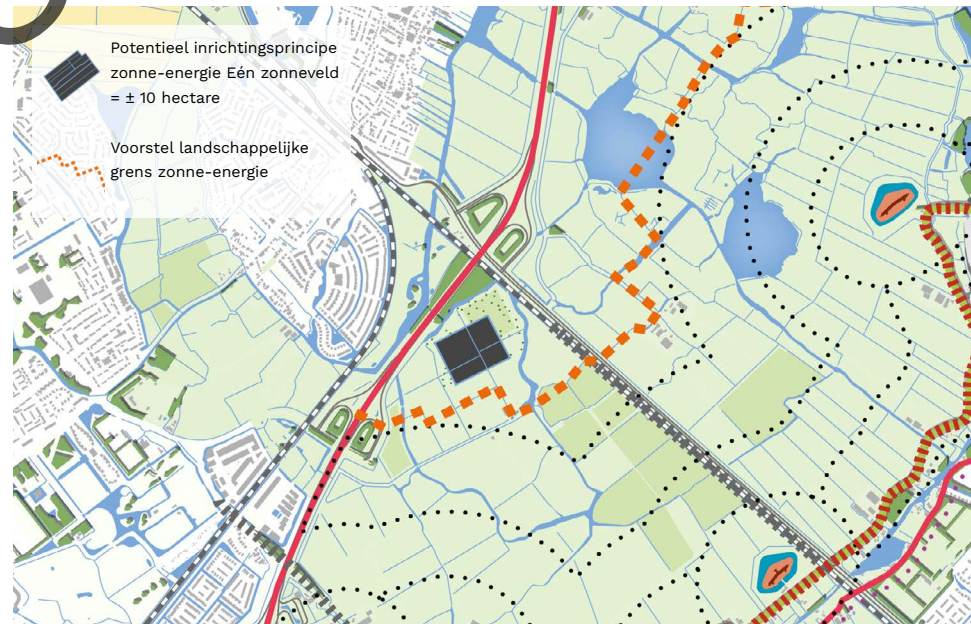 Potentieel inrichtingsprincipe
zonne-energie Eén zonneveld
= ± 10 hectare
Voorstel landschappelijke
grens zonne-energie